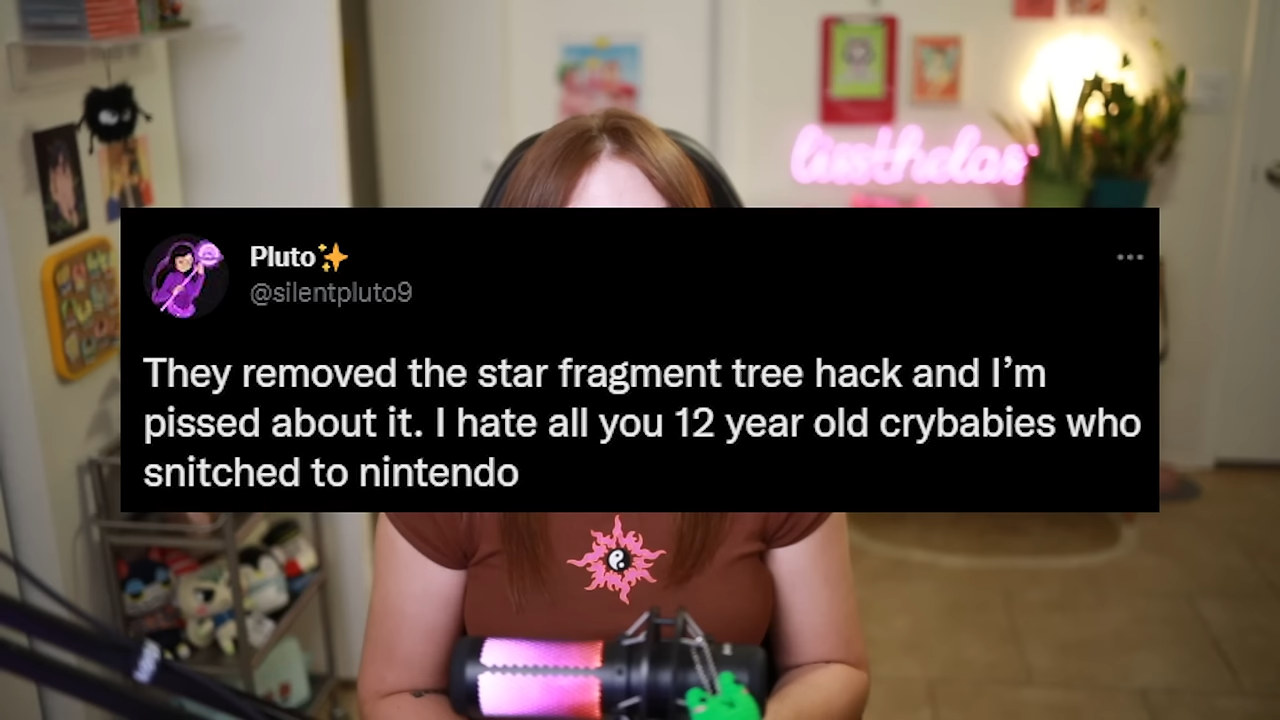 lissthelas
Pluto✨
@silentpluto9
They removed the star fragment tree hack and I’m
pissed about it. I hate all you 12 year old crybabies who
snitched to nintendo